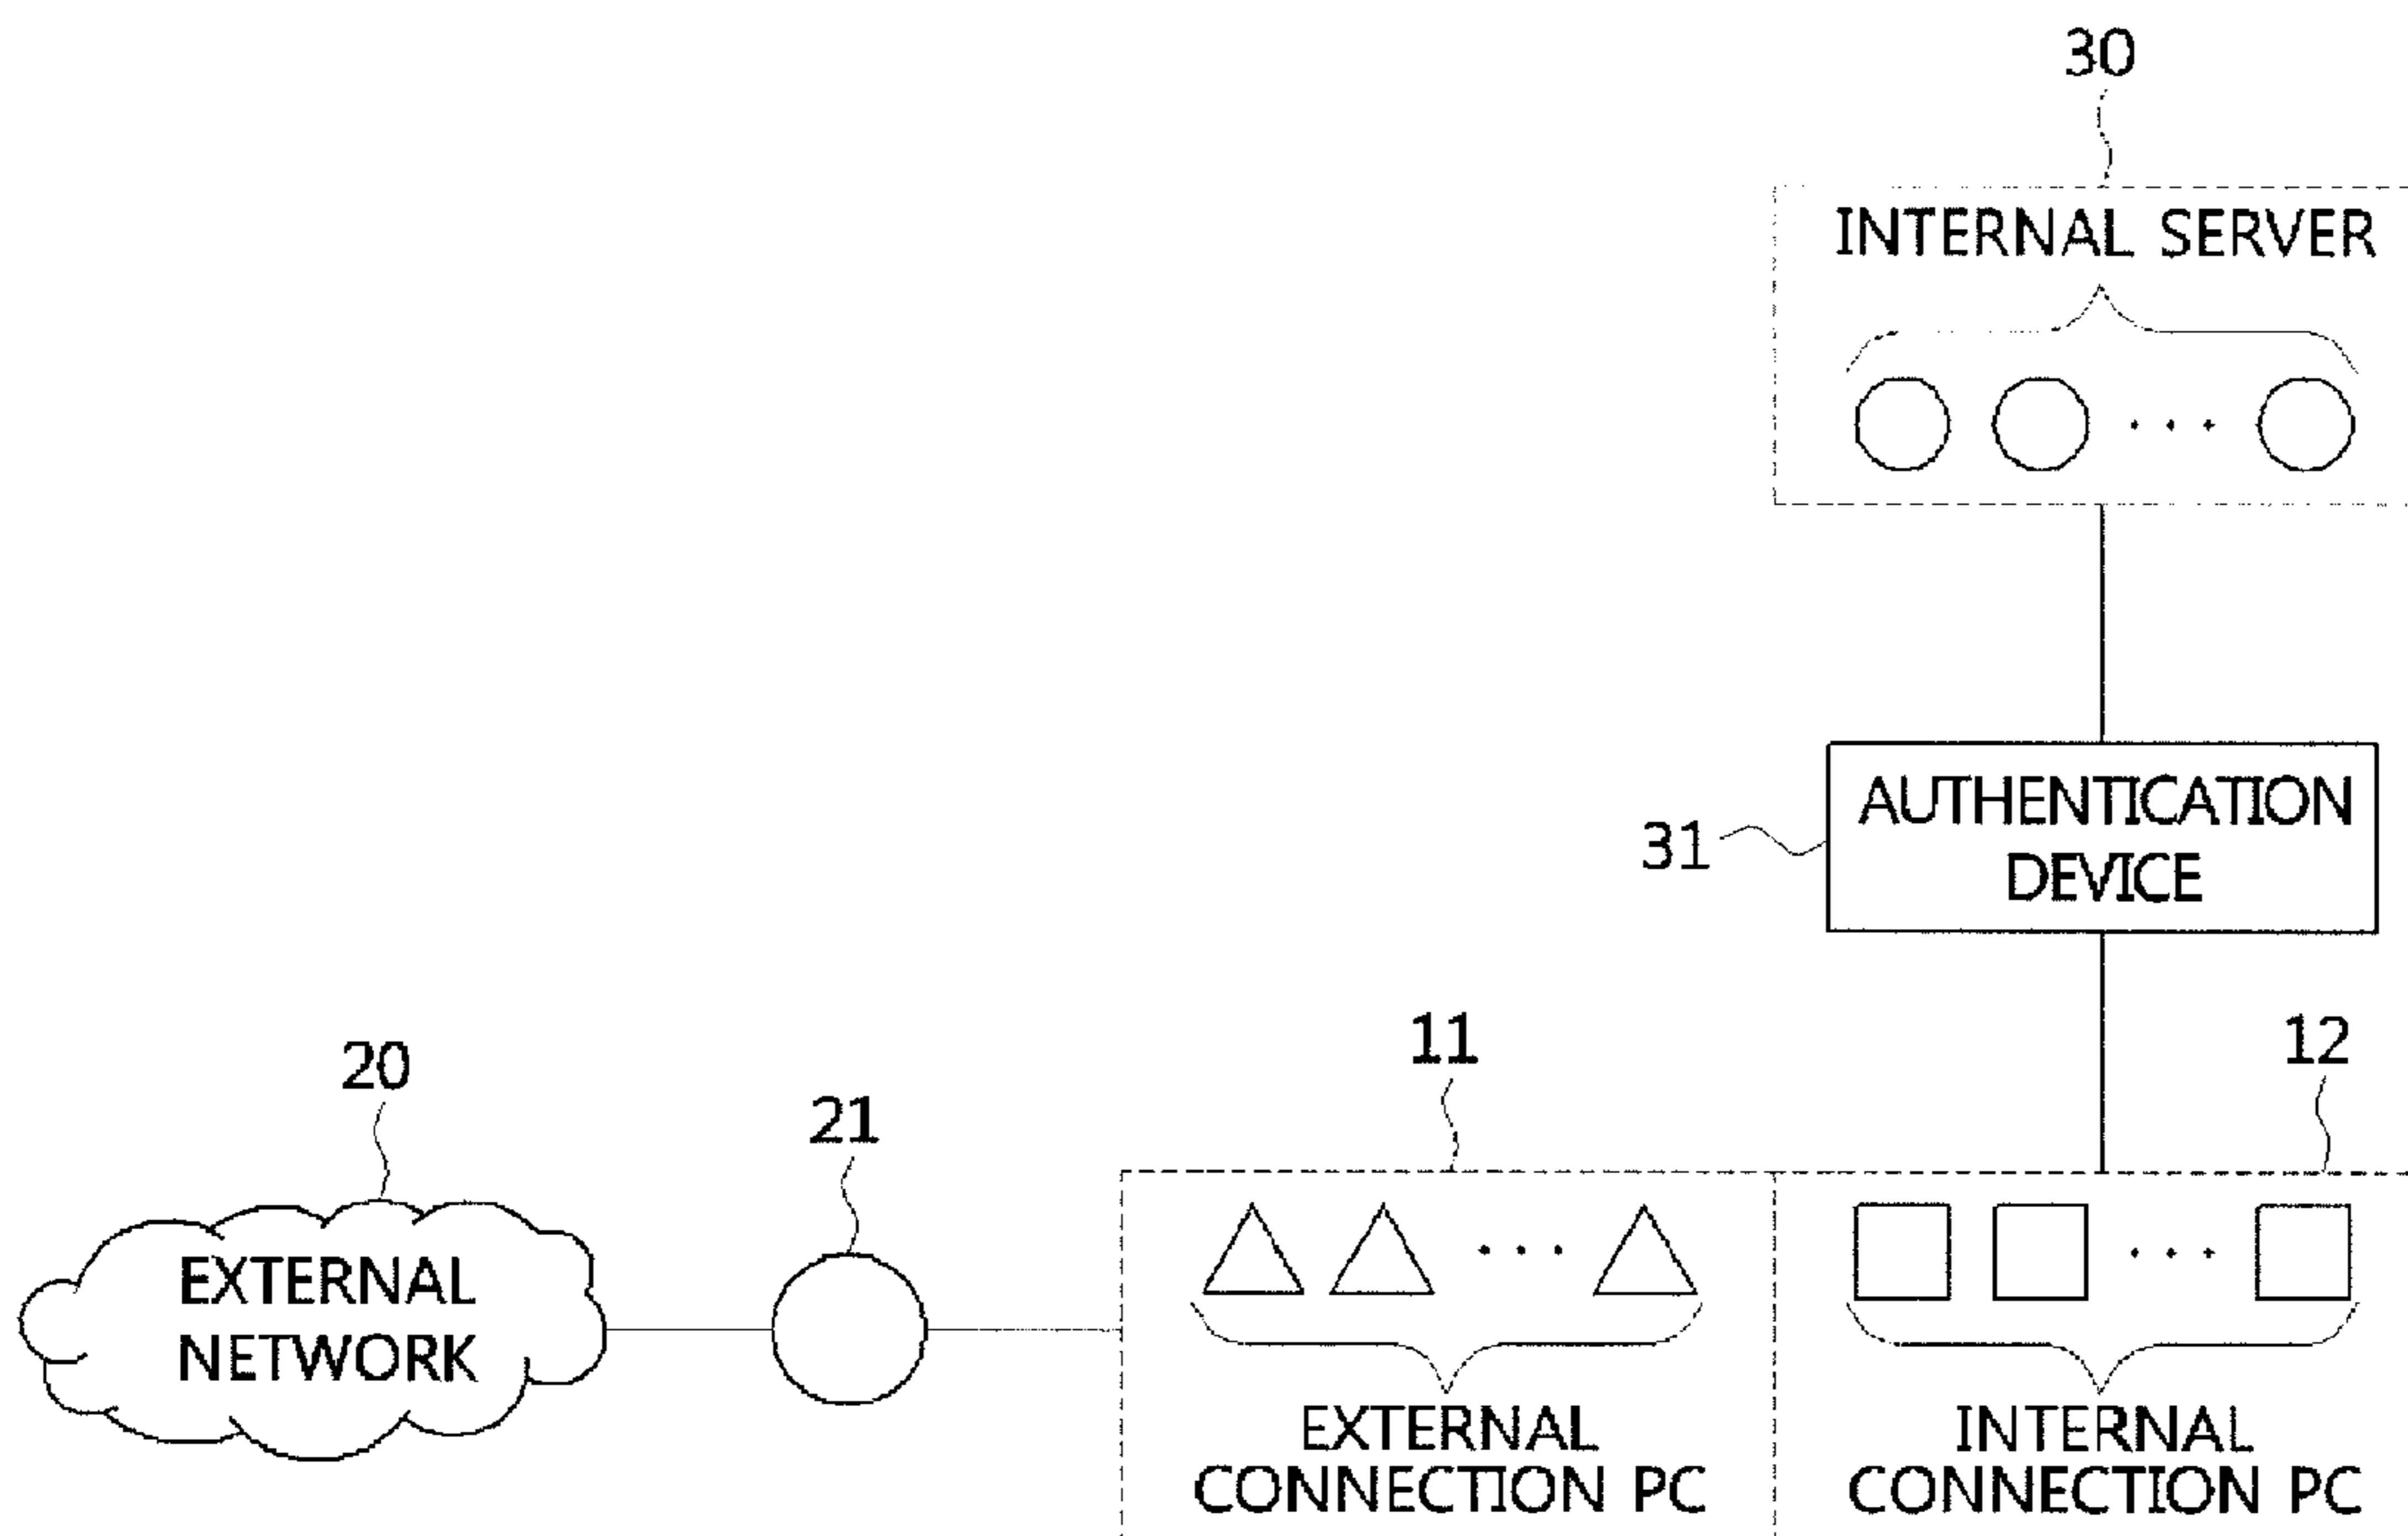 30
INTERNAL SERVER
31
AUTHENTICATION
DEVICE
11
12
20
21
EXTERNAL
NETWORK
EXTERNAL
CONNECTION PC
INTERNAL
CONNECTION PC